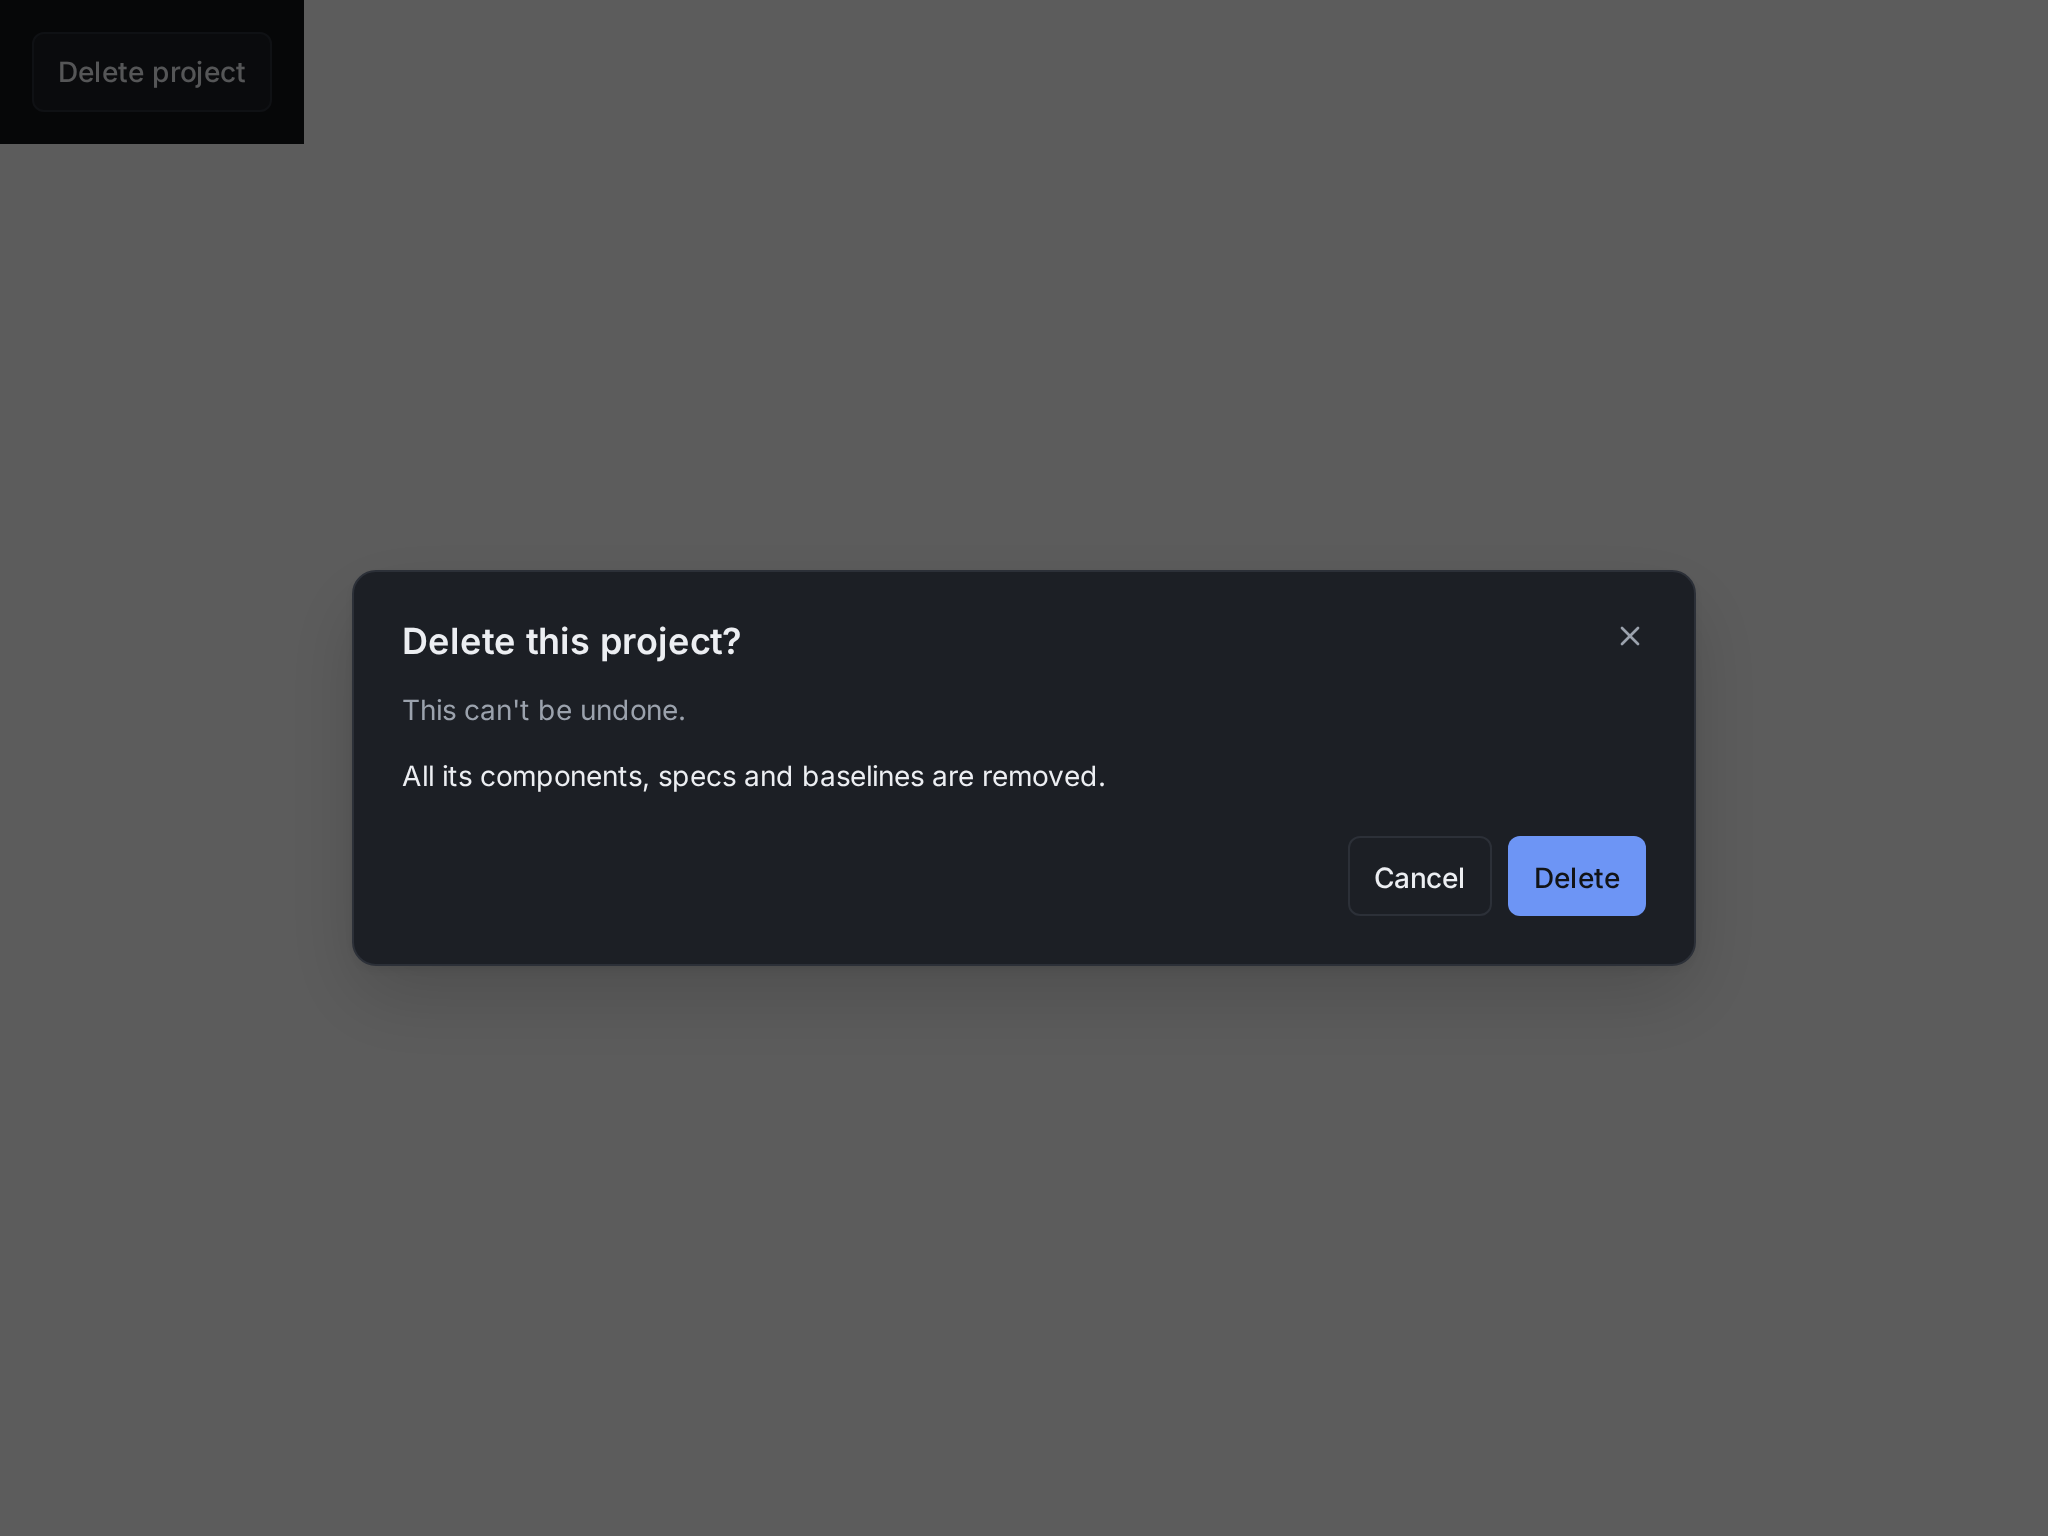 Delete project
Delete this project?
This can't be undone.
All its components, specs and baselines are removed.
Cancel
Delete